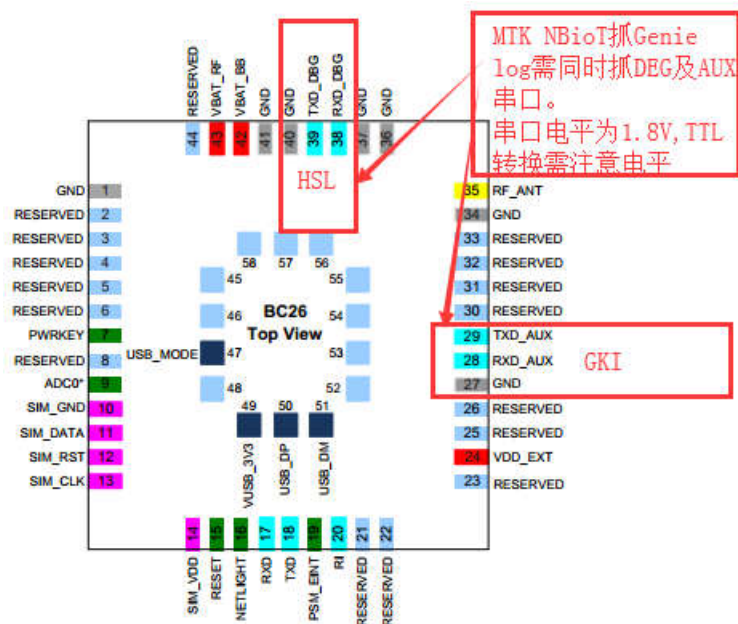 MTK NBioT抓Genie
log需同时抓DEG及AUX
串口。
串口电平为1.8V,TTL
转换需注意电平
RESERVED
VBAT_RF
VBAT_BB
GND
GND
TXD_DBG
RXD_DBG
GND
GND
44
43
42
41
40
39
38
37
36
HSL
GND 1
RESERVED 2
RESERVED 3
RESERVED 4
RESERVED 5
RESERVED 6
PWRKEY 7
RESERVED 8
ADC0* 9
SIM_GND 10
SIM_DATA 11
SIM_RST 12
SIM_CLK 13
58
57
56
45
55
46
54
USB_MODE 47
53
48
52
BC26
Top View
49
50
51
VUSB_3V3
USB_DP
USB_DM
35 RF_ANT
34 GND
33 RESERVED
32 RESERVED
31 RESERVED
30 RESERVED
29 TXD_AUX
28 RXD_AUX
27 GND
GKI
26 RESERVED
25 RESERVED
24 VDD_EXT
23 RESERVED
14
15
16
17
18
19
20
21
22
SIM_VDD
RESET
NETLIGHT
RXD
TXD
PSM_EINT
RI
RESERVED
RESERVED